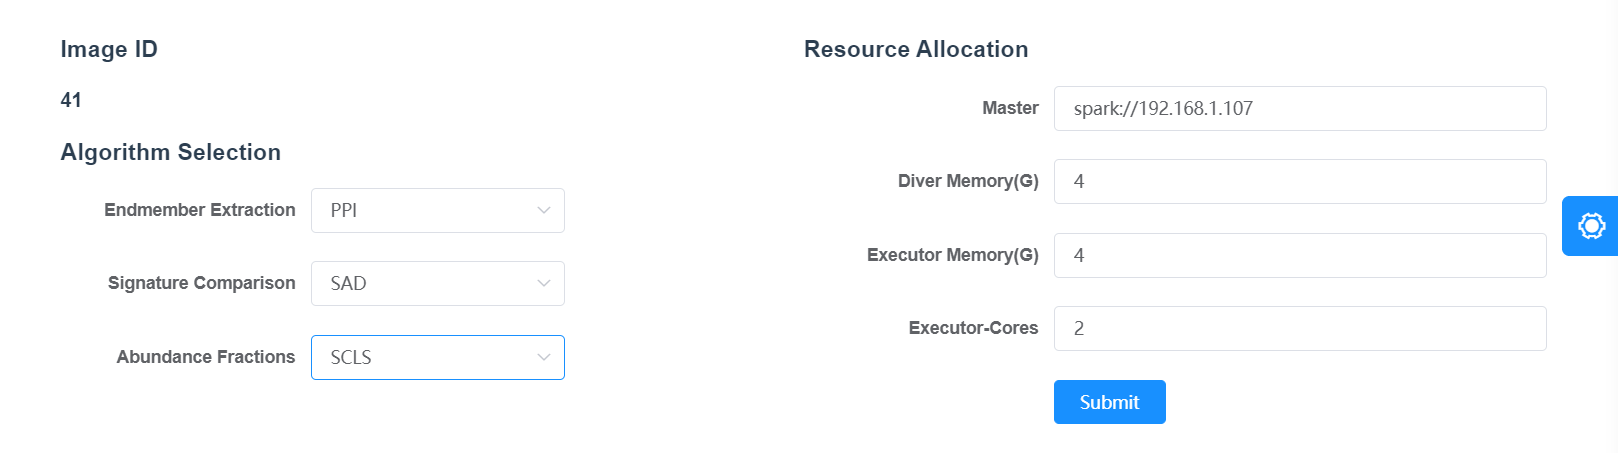 Image ID
41
Algorithm Selection
Endmember Extraction PPI
Signature Comparison SAD
Abundance Fractions SCLS
Resource Allocation
Master spark://192.168.1.107
Diver Memory(G) 4
Executor Memory(G) 4
Executor-Cores 2
Submit